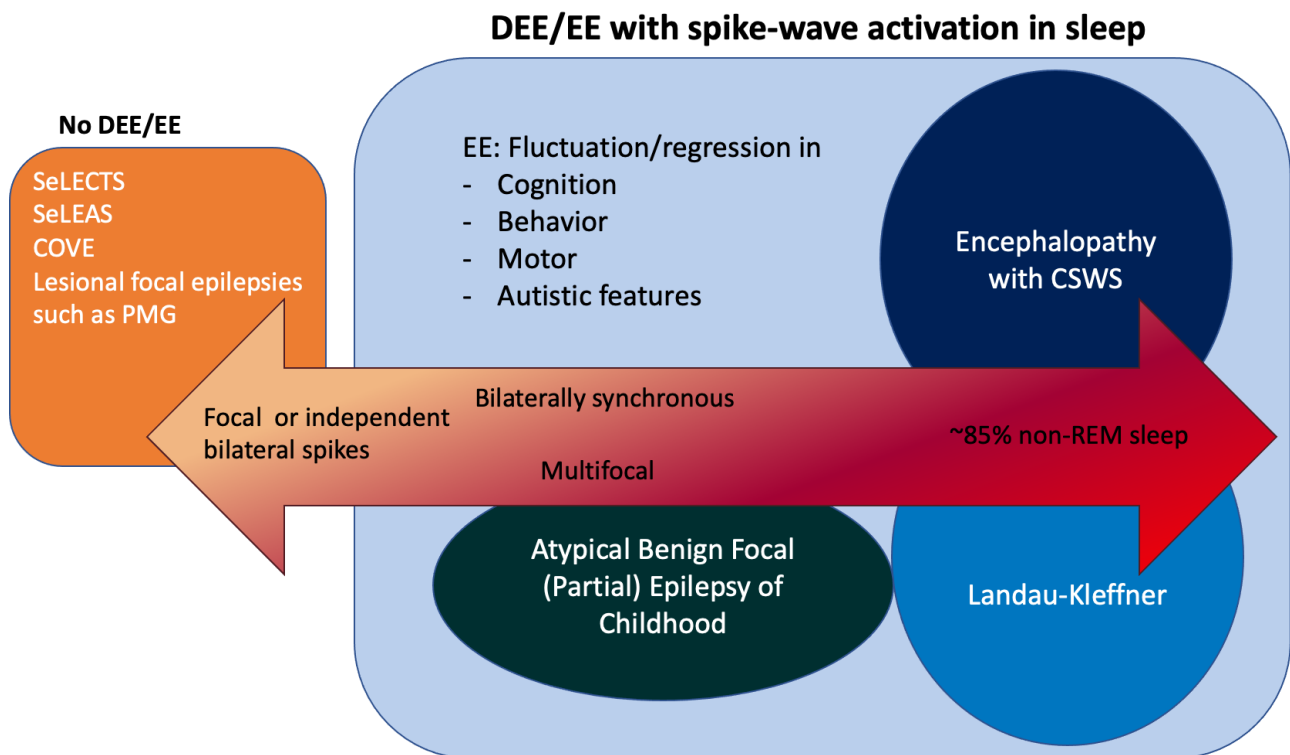 DEE/EE with spike-wave activation in sleep
No DEE/EE
SeLECTS
SeLEAS
COVE
Lesional focal epilepsies
such as PMG
EE: Fluctuation/regression in
- Cognition
- Behavior
- Motor
- Autistic features
Encephalopathy
with CSWS
Focal or independent
bilateral spikes
Bilaterally synchronous
Multifocal
~85% non-REM sleep
Atypical Benign Focal
(Partial) Epilepsy of
Childhood
Landau-Kleffner